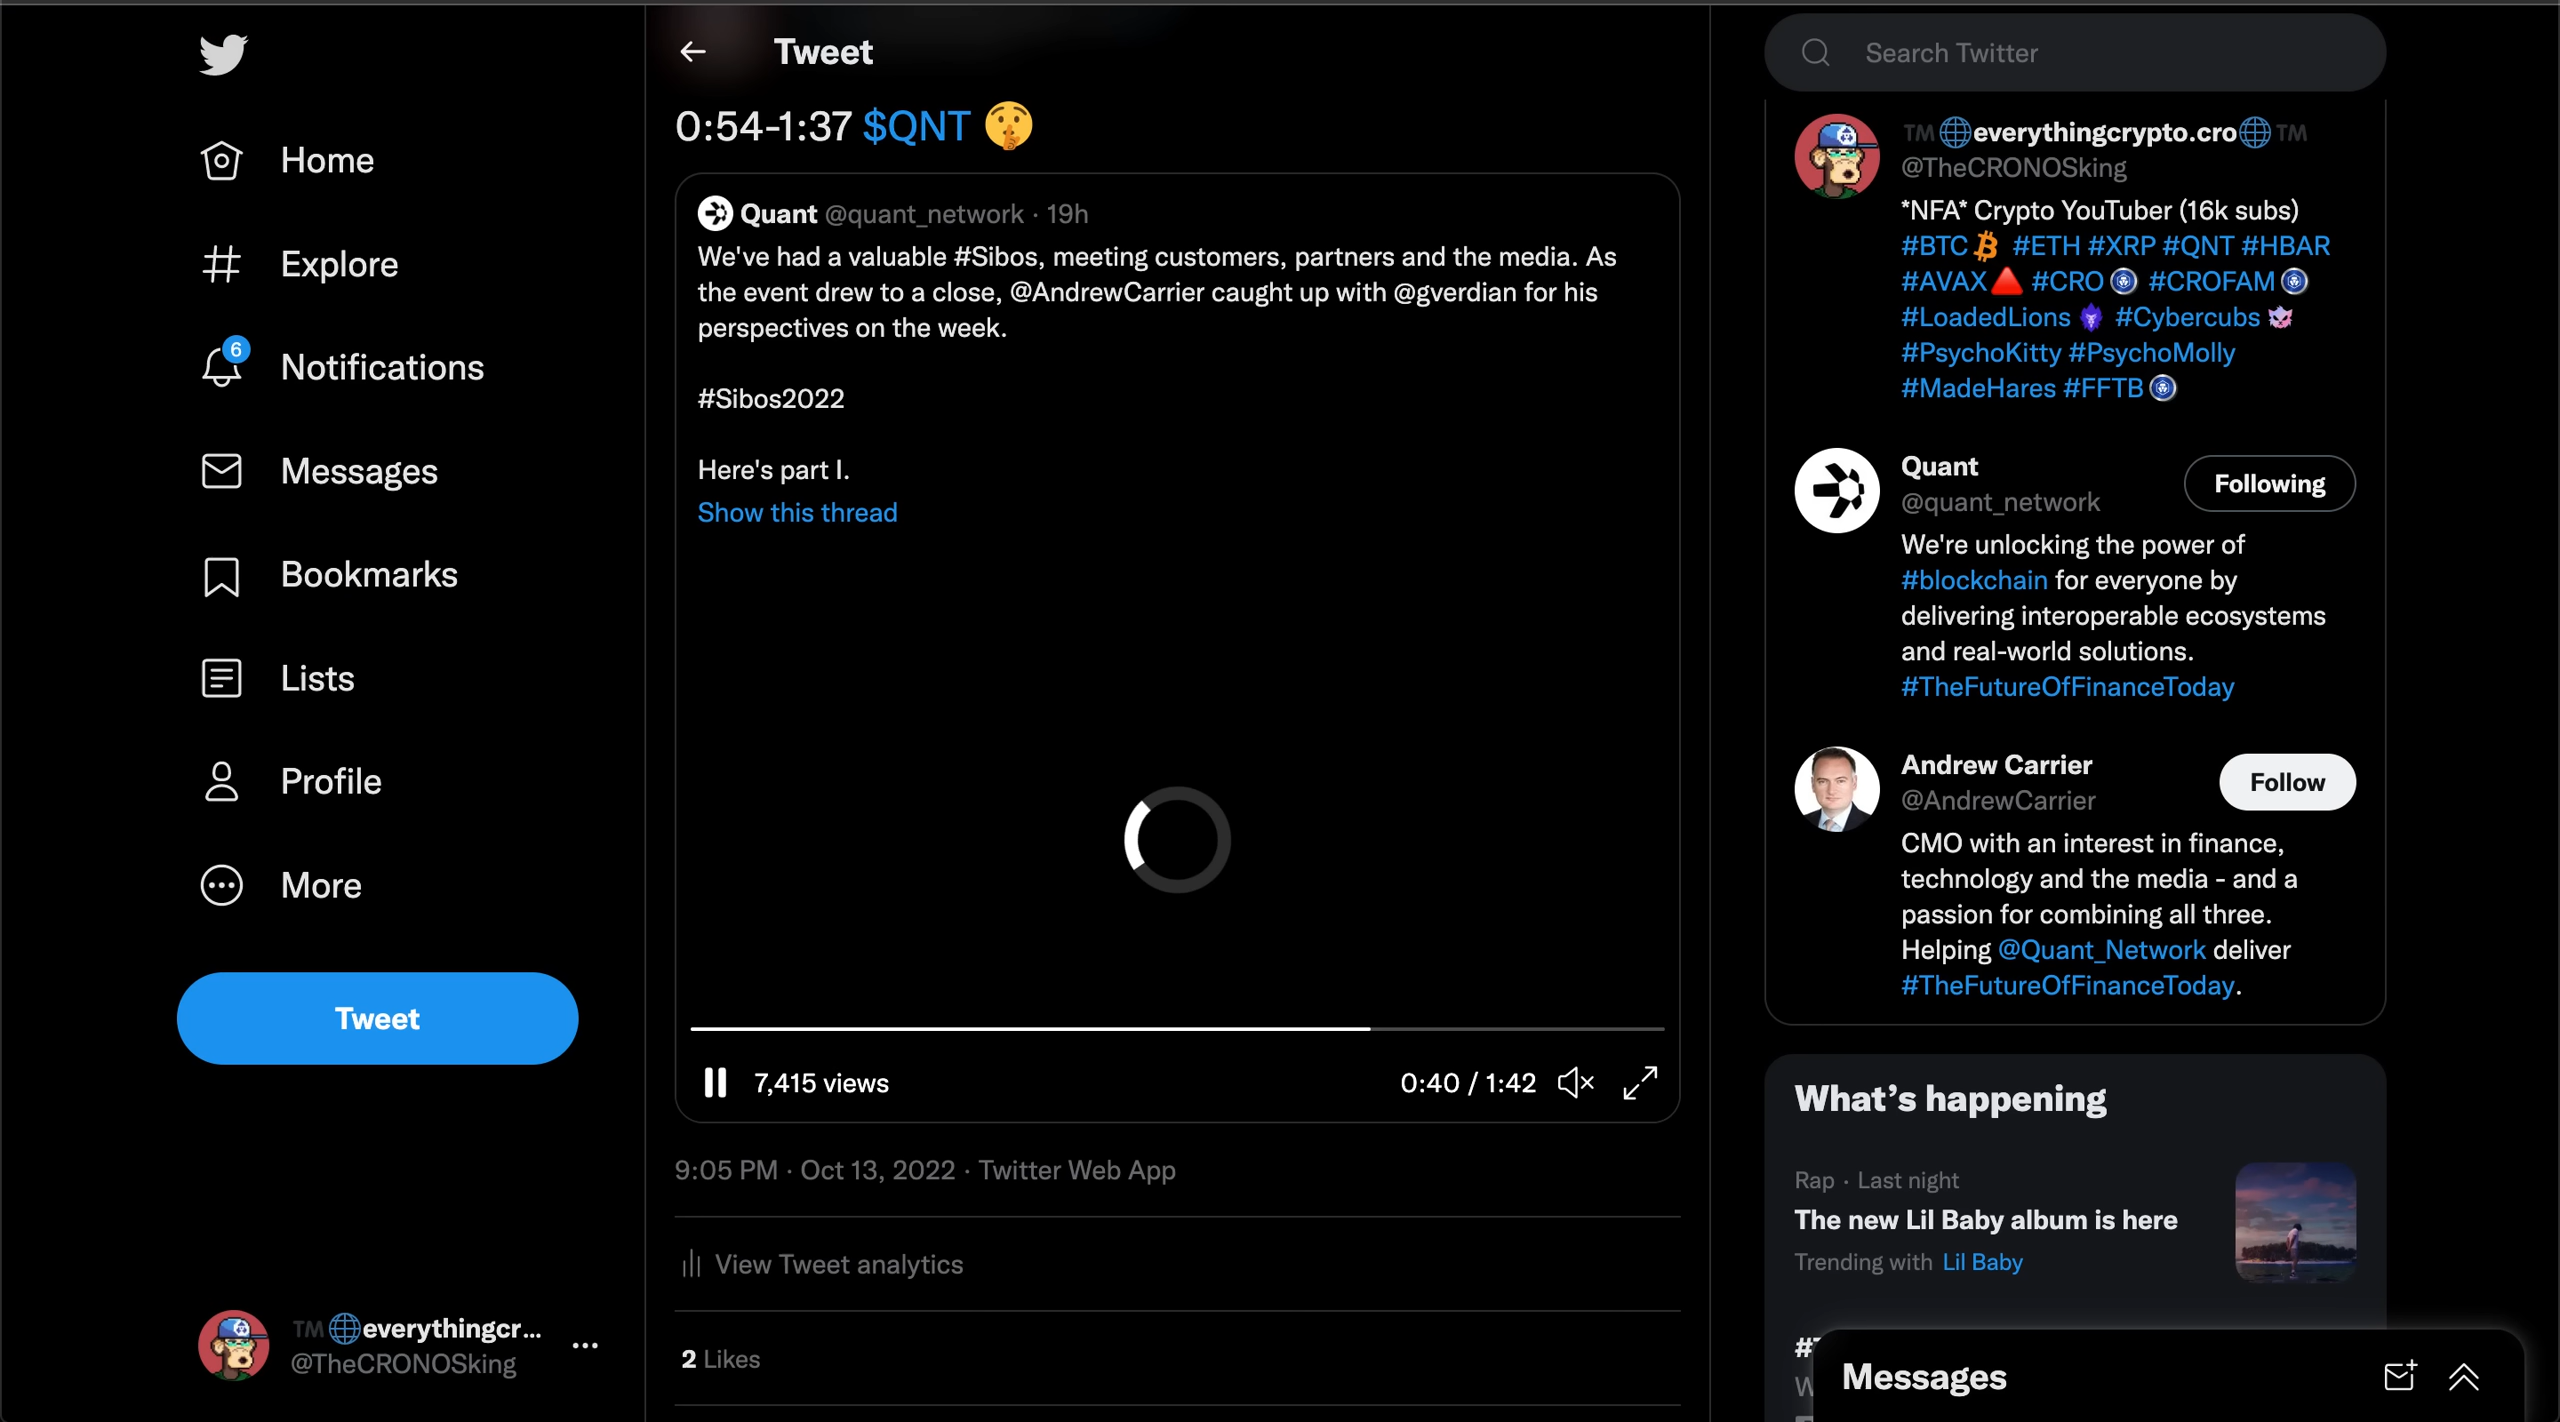 Home
Explore
6
Notifications
Messages
Bookmarks
Lists
Profile
More
Tweet
TM🌐everythingcr...
@TheCRONOSking
Tweet
0:54-1:37 $QNT 🤫
Quant @quant_network · 19h
We've had a valuable #Sibos, meeting customers, partners and the media. As
the event drew to a close, @AndrewCarrier caught up with @gverdian for his
perspectives on the week.
#Sibos2022
Here's part I.
Show this thread
7,415 views
0:40 / 1:42
9:05 PM · Oct 13, 2022 · Twitter Web App
View Tweet analytics
2 Likes
Search Twitter
TM🌐everythingcrypto.cro🌐TM
@TheCRONOSking
*NFA* Crypto YouTuber (16k subs)
#BTC #ETH #XRP #QNT #HBAR
#AVAX🔺 #CRO #CROFAM
#LoadedLions #Cybercubs
#PsychoKitty #PsychoMolly
#MadeHares #FFTB
Quant
@quant_network
Following
We're unlocking the power of
#blockchain for everyone by
delivering interoperable ecosystems
and real-world solutions.
#TheFutureOfFinanceToday
Andrew Carrier
@AndrewCarrier
Follow
CMO with an interest in finance,
technology and the media - and a
passion for combining all three.
Helping @Quant_Network deliver
#TheFutureOfFinanceToday.
What's happening
Rap · Last night
The new Lil Baby album is here
Trending with Lil Baby
Messages